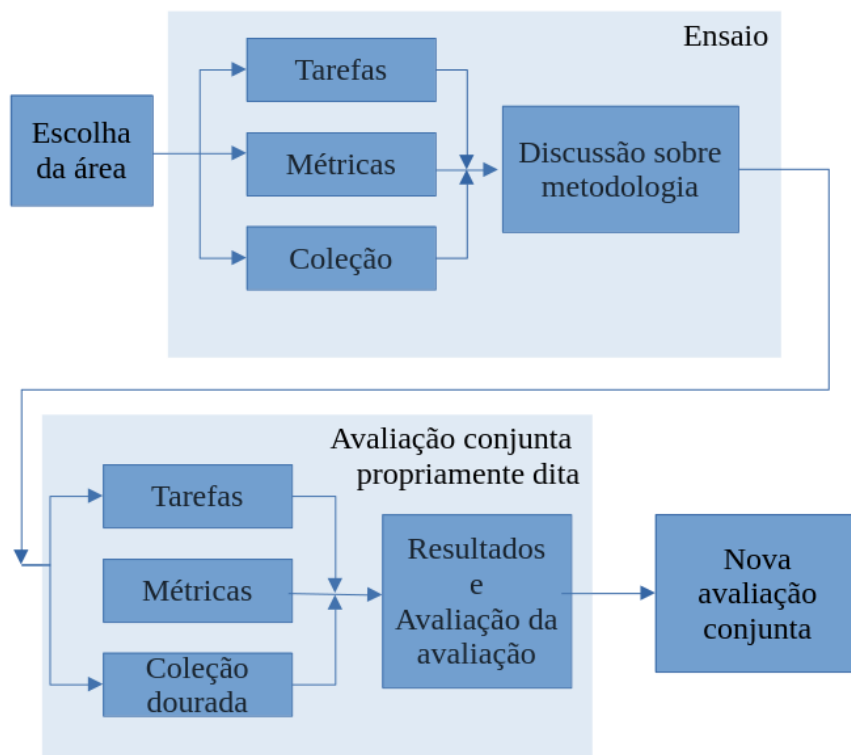 Ensaio
Escolha
da área
Tarefas
Métricas
Coleção
Discussão sobre
metodologia
Avaliação conjunta
propriamente dita
Tarefas
Métricas
Coleção
dourada
Resultados
e
Avaliação da
avaliação
Nova
avaliação
conjunta